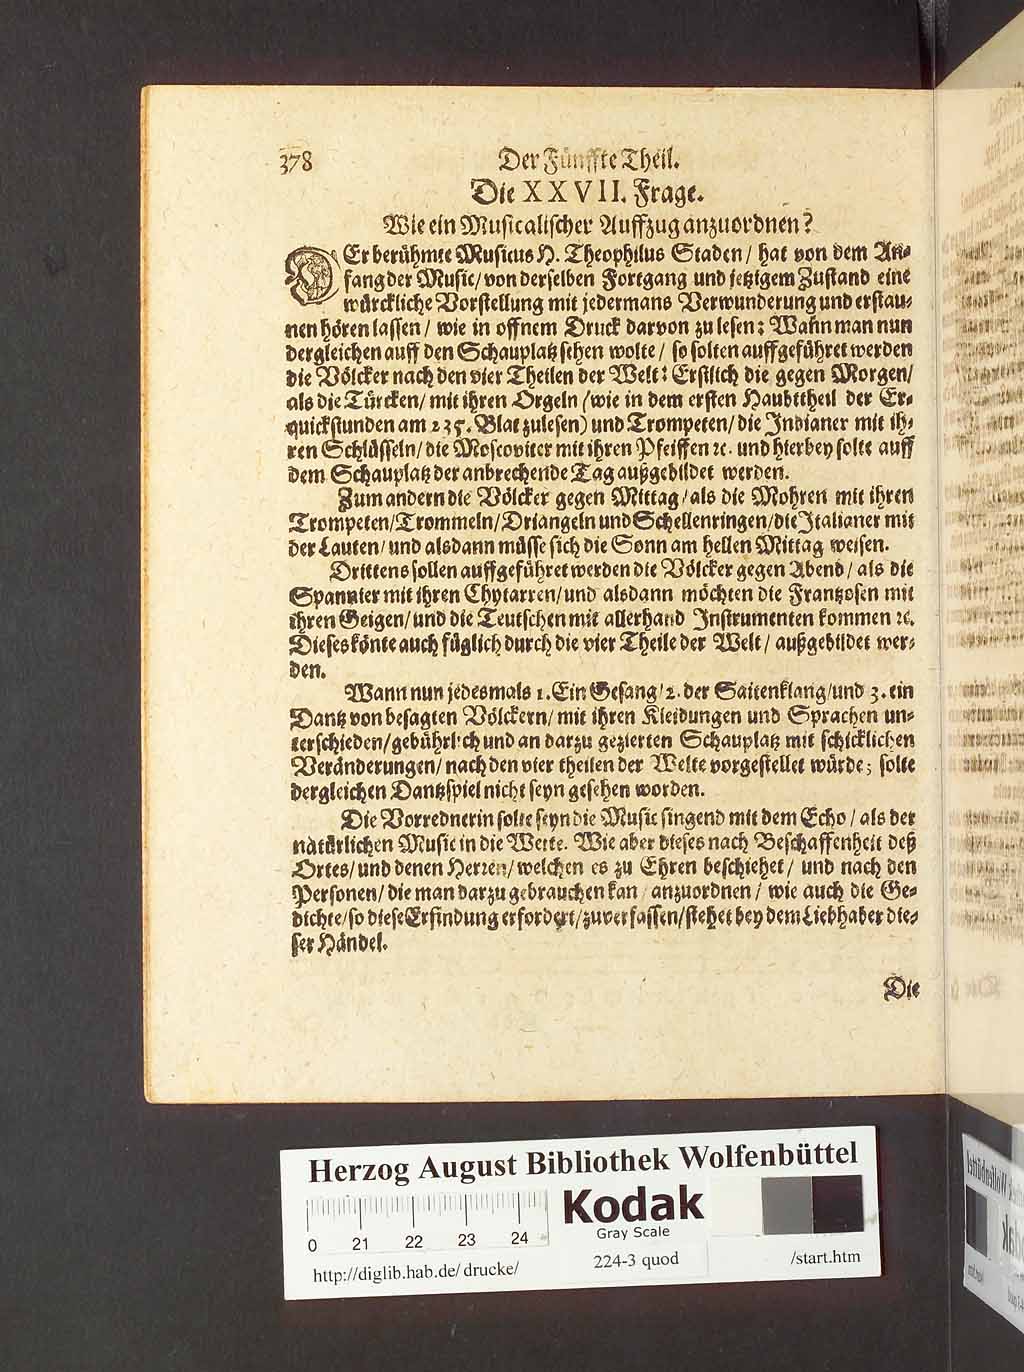 378 Der Fünffte Theil.
Die XXVII. Frage.
Wie ein Musicalischer Auffzug anzuordnen?
DEr berühmte Musicus H. Theophilus Staden / hat von dem An-
fang der Music / von derselben Fortgang und jetzigem Zustand eine
würckliche Vorstellung mit jedermans Verwunderung und erstau-
nen hören lassen / wie in offnem Druck darvon zu lesen: Wann man nun
dergleichen auff den Schauplatz sehen wolte / so solten auffgeführet werden
die Völcker nach den vier Theilen der Welt: Erstlich die gegen Morgen /
als die Türcken / mit ihren Orgeln (wie in dem ersten Haubttheil der Er-
quickstunden am 235. Blat zulesen) und Trompeten / die Indianer mit ih-
ren Schlüsseln / die Moscoviter mit ihren Pfeiffen ꝛc. und hierbey solte auff
dem Schauplatz der anbrechende Tag außgebildet werden.
Zum andern die Völcker gegen Mittag / als die Mohren mit ihren
Trompeten / Trommeln / Driangeln und Schellenringen / die Italianer mit
der Lauten / und alsdann müsse sich die Sonn am hellen Mittag weisen.
Drittens sollen auffgeführet werden die Völcker gegen Abend / als die
Spannier mit ihren Chytarren / und alsdann möchten die Frantzosen mit
ihren Geigen / und die Teutschen mit allerhand Instrumenten kommen ꝛc.
Dieses könte auch füglich durch die vier Theile der Welt / außgebildet wer-
den.
Wann nun jedesmals 1. Ein Gesang / 2. der Saitenklang / und 3. ein
Dantz von besagten Völckern / mit ihren Kleidungen und Sprachen un-
terschieden / gebührlich und an darzu gezierten Schauplatz mit schicklichen
Veränderungen / nach den vier theilen der Welte vorgestellet würde; solte
dergleichen Dantzspiel nicht seyn gesehen worden.
Die Vorrednerin solte seyn die Music singend mit dem Echo / als der
natürlichen Music in die Wette. Wie aber dieses nach Beschaffenheit deß
Ortes / und denen Herren / welchen es zu Ehren beschiehet / und nach den
Personen / die man darzu gebrauchen kan / anzuordnen / wie auch die Ge-
dichte / so diese Erfindung erfordert / zuverfassen / stehet bey dem Liebhaber die-
ser Händel.
Die
Herzog August Bibliothek Wolfenbüttel
Kodak
Gray Scale
0 21 22 23 24
http://diglib.hab.de/drucke/ 224-3 quod /start.htm